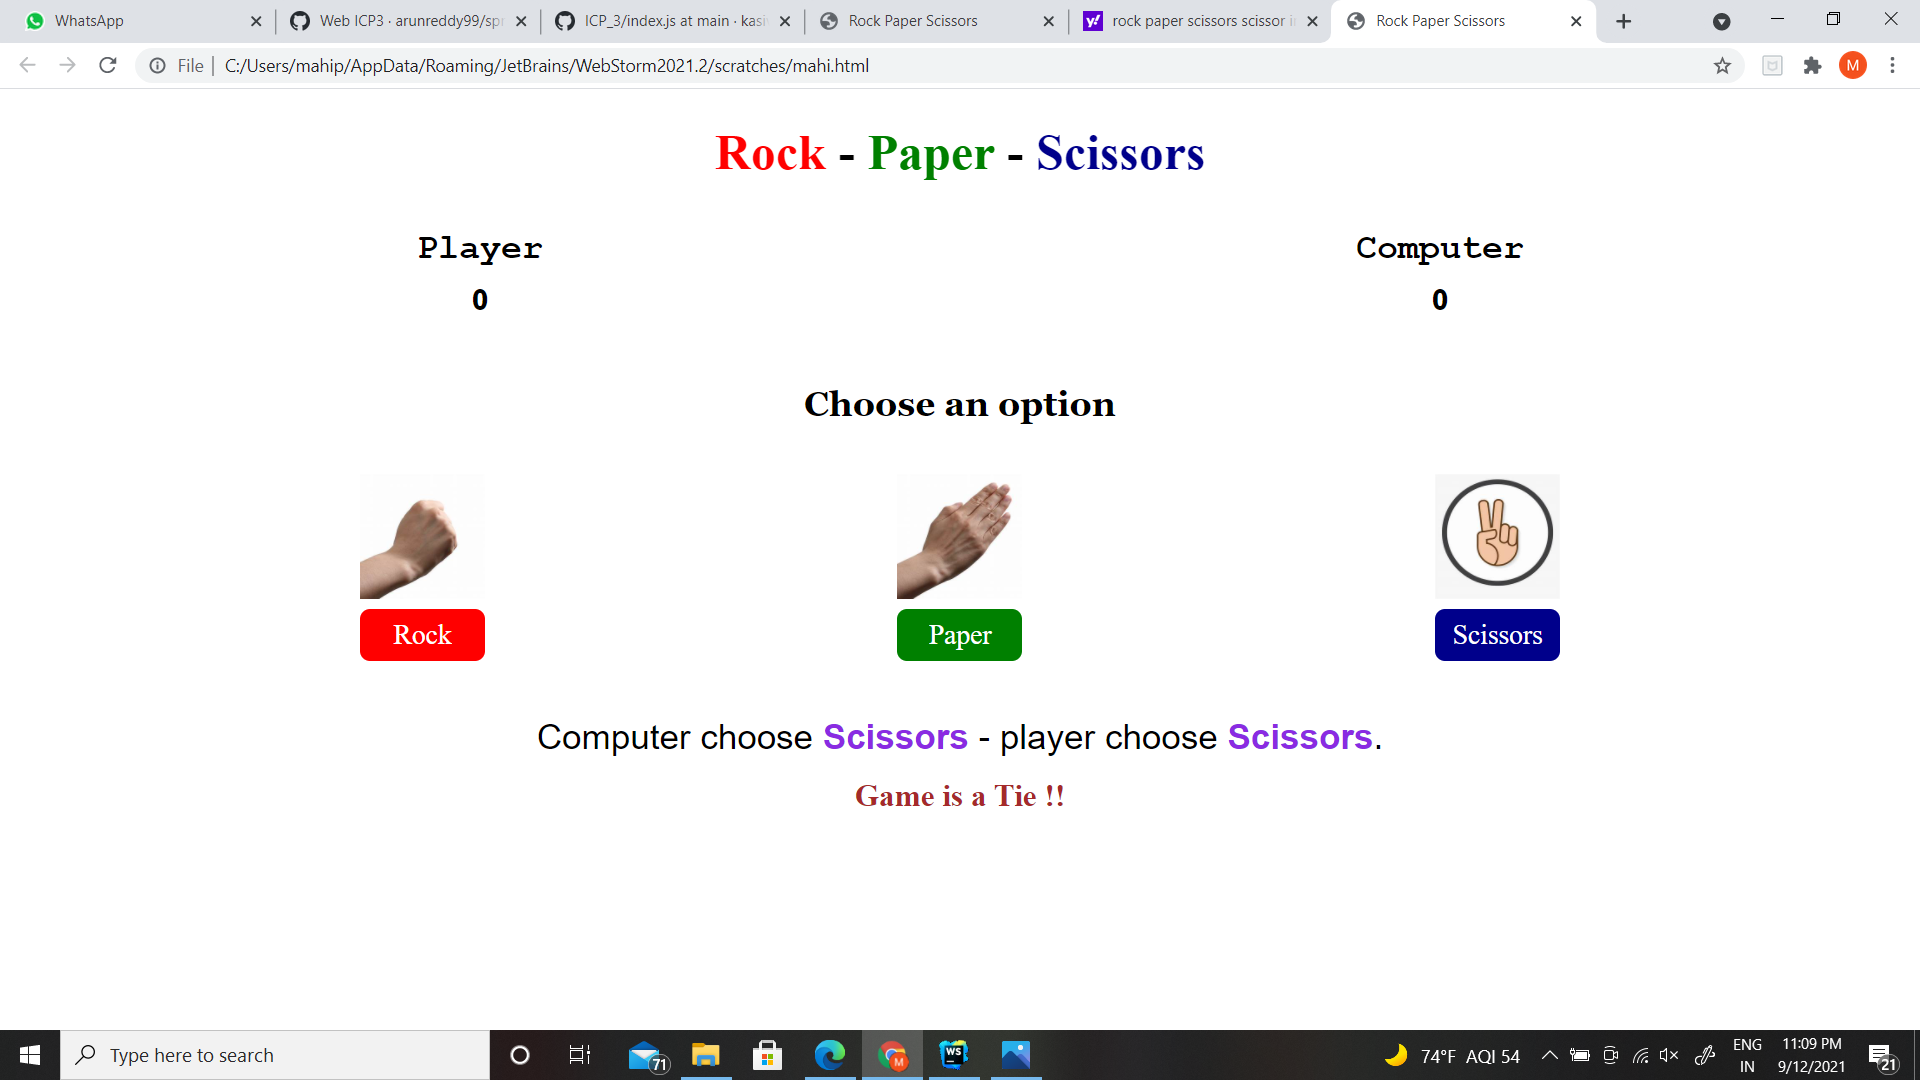 WhatsApp
Web ICP3 · arunreddy99/spr
ICP_3/index.js at main · kasi
Rock Paper Scissors
rock paper scissors scissor i
Rock Paper Scissors
File | C:/Users/mahip/AppData/Roaming/JetBrains/WebStorm2021.2/scratches/mahi.html
M
Rock - Paper - Scissors
Player Computer
0 0
Choose an option
Rock Paper Scissors
Computer choose Scissors - player choose Scissors.
Game is a Tie !!
Type here to search
71
M
WS
74°F AQI 54
ENG
IN
11:09 PM
9/12/2021
21